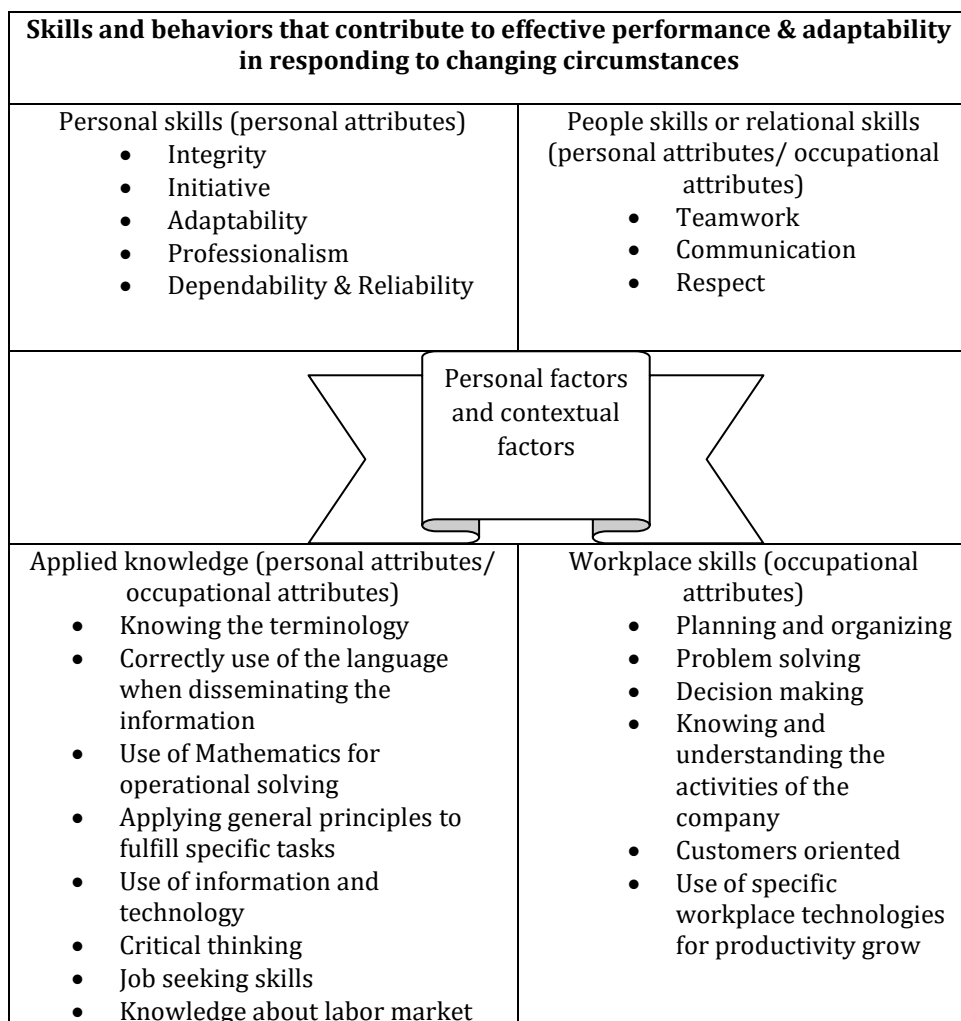 Skills and behaviors that contribute to effective performance & adaptability
in responding to changing circumstances
Personal skills (personal attributes)
• Integrity
• Initiative
• Adaptability
• Professionalism
• Dependability & Reliability
People skills or relational skills
(personal attributes/ occupational
attributes)
• Teamwork
• Communication
• Respect
Personal factors
and contextual
factors
Applied knowledge (personal attributes/
occupational attributes)
• Knowing the terminology
• Correctly use of the language
when disseminating the
information
• Use of Mathematics for
operational solving
• Applying general principles to
fulfill specific tasks
• Use of information and
technology
• Critical thinking
• Job seeking skills
• Knowledge about labor market
Workplace skills (occupational
attributes)
• Planning and organizing
• Problem solving
• Decision making
• Knowing and
understanding the
activities of the
company
• Customers oriented
• Use of specific
workplace technologies
for productivity grow